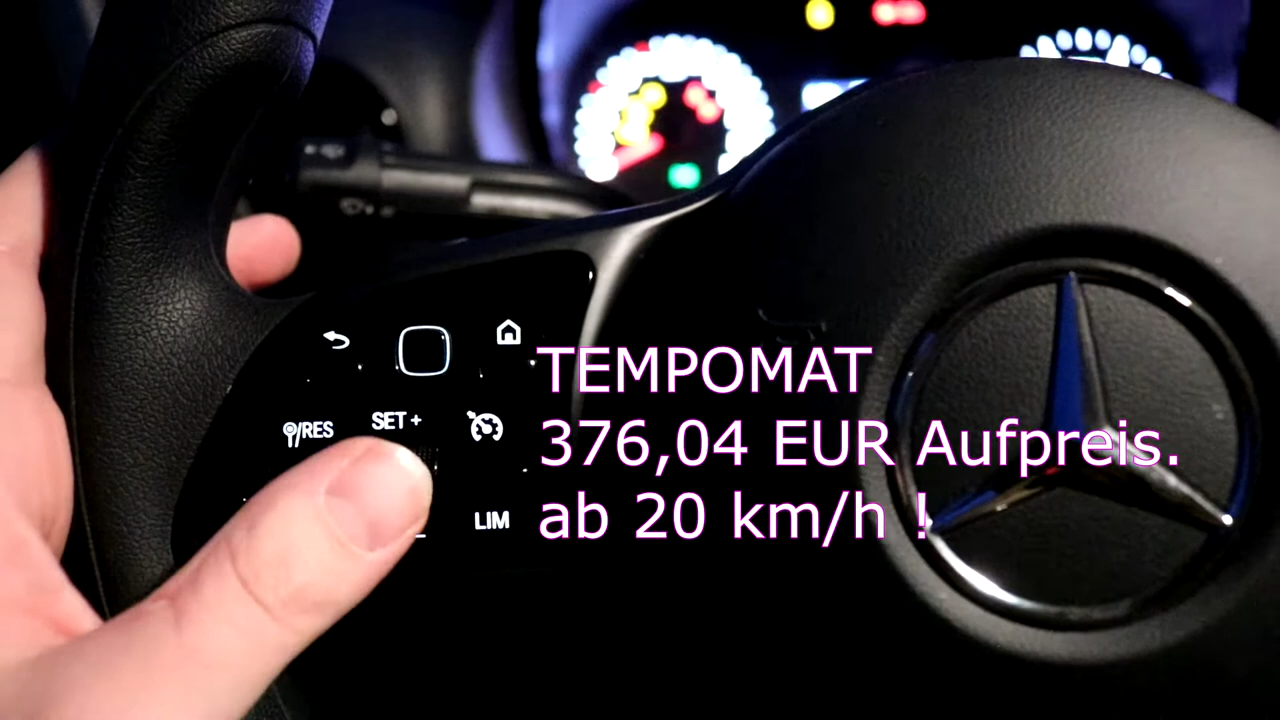 SET +
/RES
LIM
TEMPOMAT
376,04 EUR Aufpreis.
ab 20 km/h !